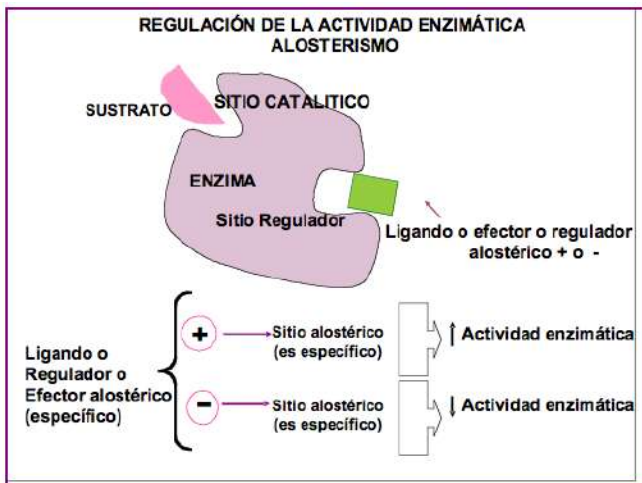 REGULACIÓN DE LA ACTIVIDAD ENZIMÁTICA
ALOSTERISMO
SITIO CATALITICO
SUSTRATO
ENZIMA
Sitio Regulador
Ligando o efector o regulador
alostérico + o -
+
Sitio alostérico
(es específico)
↑ Actividad enzimática
Ligando o
Regulador o
Efector alostérico
(específico)
-
Sitio alostérico
(es específico)
↓ Actividad enzimática